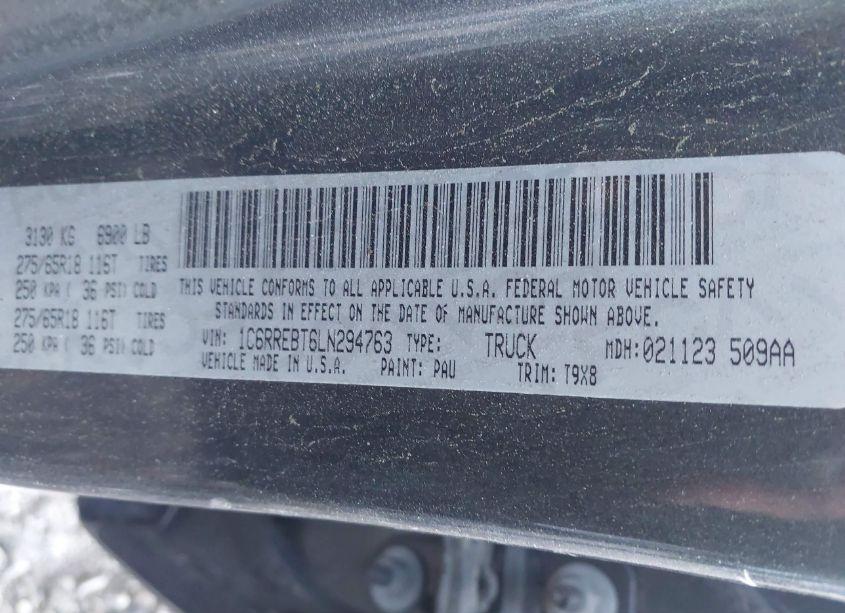 3130 KG 6900 LB
275/65R18 116T TIRES
250 KPA ( 36 PSI) COLD
275/65R18 116T TIRES
250 KPA ( 36 PSI) COLD
THIS VEHICLE CONFORMS TO ALL APPLICABLE U.S.A. FEDERAL MOTOR VEHICLE SAFETY
STANDARDS IN EFFECT ON THE DATE OF MANUFACTURE SHOWN ABOVE.
VIN: 1C6RREBT6LN294763 TYPE: TRUCK MDH: 021123 509AA
VEHICLE MADE IN U.S.A. PAINT: PAU TRIM: T9X8